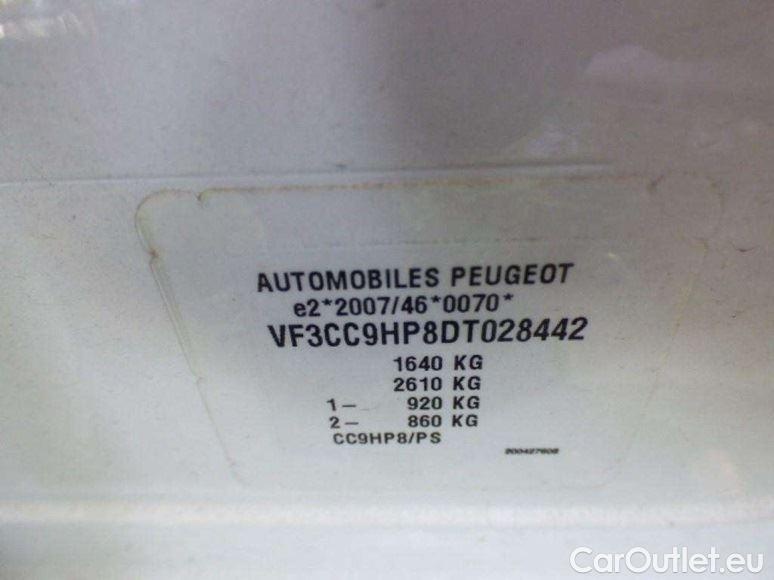 AUTOMOBILES PEUGEOT
e2*2007/46*0070*
VF3CC9HP8DT028442
1640 KG
2610 KG
1– 920 KG
2– 860 KG
CC9HP8/PS
CarOutlet.eu